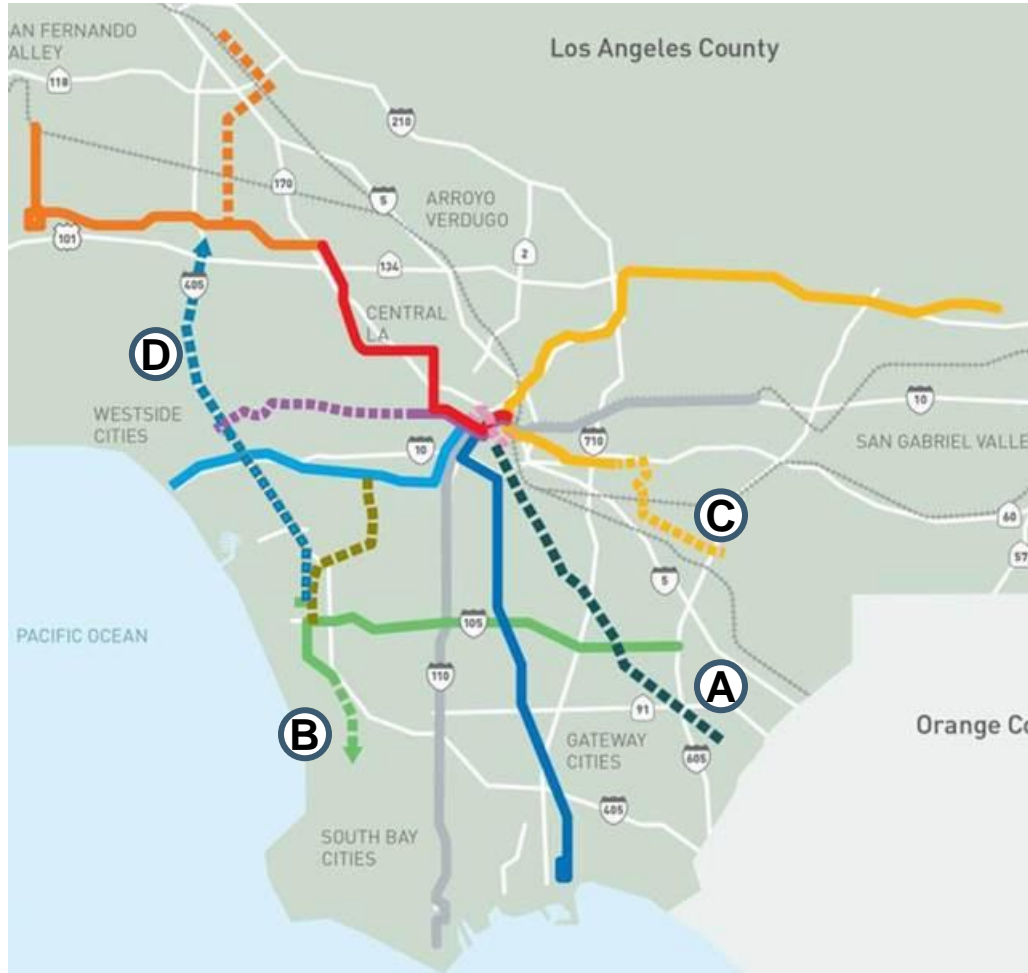 AN FERNANDO
ALLEY
Los Angeles County
118
210
170
5
ARROYO
VERDUGO
101
2
134
405
CENTRAL
LA
D
WESTSIDE
CITIES
10
10
710
SAN GABRIEL VALLE
C
60
57
5
PACIFIC OCEAN
105
110
A
91
B
GATEWAY
CITIES
605
Orange Co
405
SOUTH BAY
CITIES